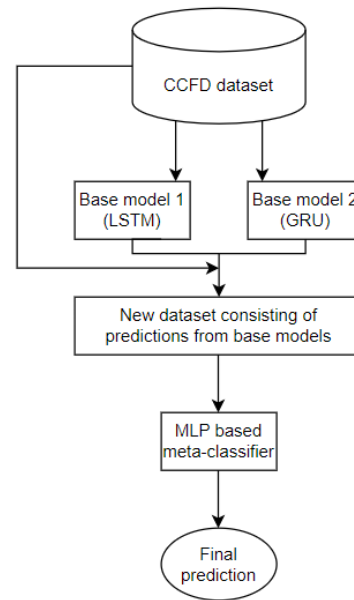 CCFD dataset
Base model 1
(LSTM)
Base model 2
(GRU)
New dataset consisting of
predictions from base models
MLP based
meta-classifier
Final
prediction